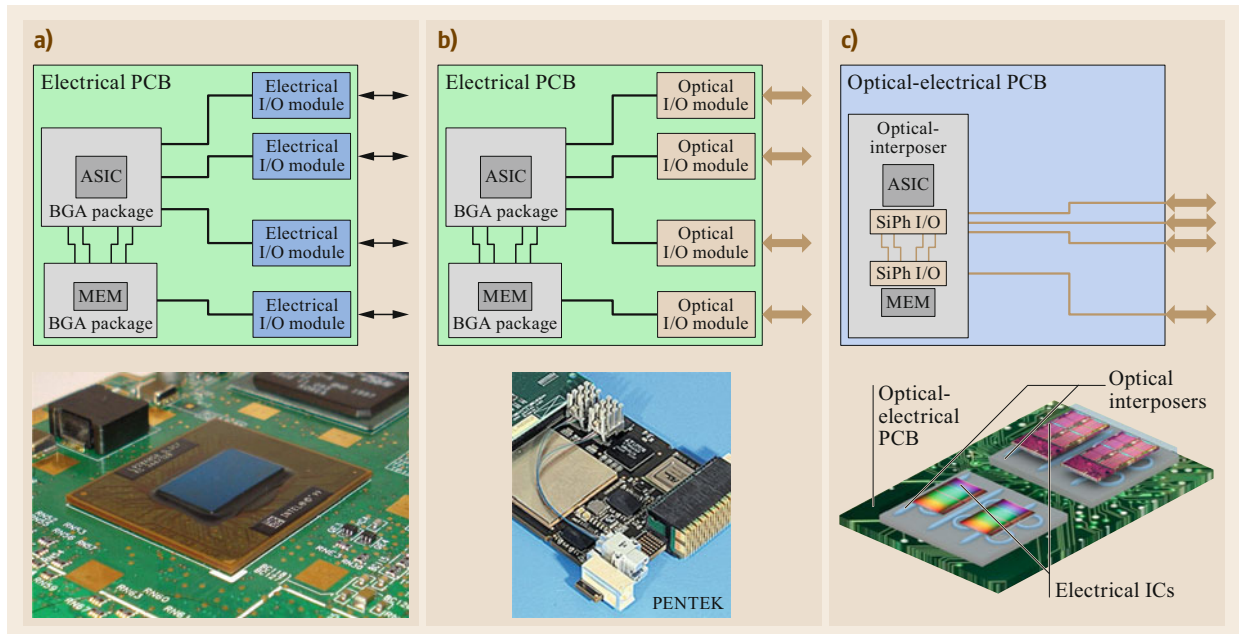 a)
Electrical PCB
Electrical
I/O module
Electrical
I/O module
ASIC
BGA package
Electrical
I/O module
MEM
BGA package
Electrical
I/O module
b)
Electrical PCB
Optical
I/O module
Optical
I/O module
ASIC
BGA package
Optical
I/O module
MEM
BGA package
Optical
I/O module
PENTEK
c)
Optical-electrical PCB
Optical-
interposer
ASIC
SiPh I/O
SiPh I/O
MEM
Optical-
electrical
PCB
Optical
interposers
Electrical ICs